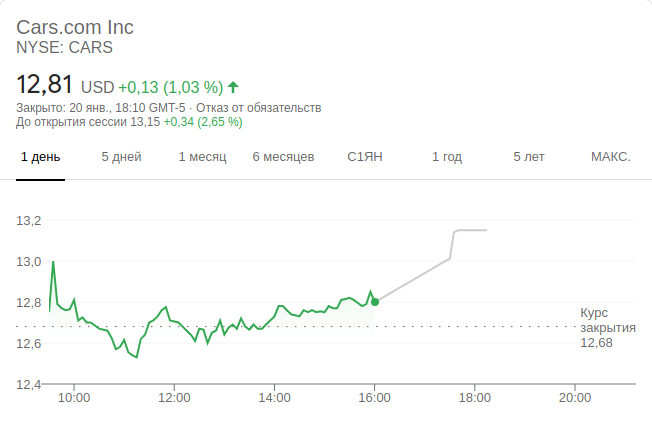 Cars.com Inc
NYSE: CARS
12,81 USD +0,13 (1,03 %)
Закрыто: 20 янв., 18:10 GMT-5 · Отказ от обязательств
До открытия сессии 13,15 +0,34 (2,65 %)
1 день 5 дней 1 месяц 6 месяцев С1ЯН 1 год 5 лет МАКС.
13,2
13,0
12,8
12,6
12,4
Курс
закрытия
12,68
10:00 12:00 14:00 16:00 18:00 20:00